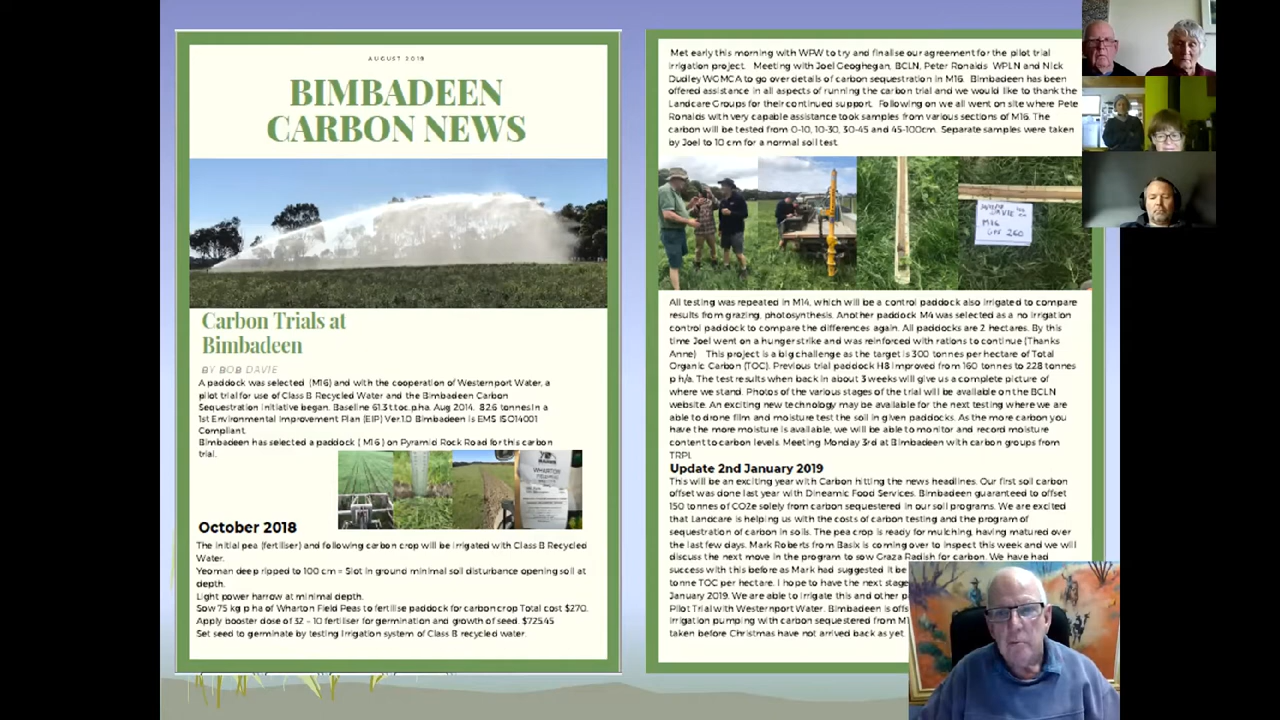 AUGUST 2018
BIMBADEEN
CARBON NEWS
Carbon Trials at
Bimbadeen
BY BOB DAVIE
A paddock was selected (M16) and with the cooperation of Westernport Water, a
pilot trial for use of Class B Recycled Water and the Bimbadeen Carbon
Sequestration initiative began. Baseline 61.3 t.t.oc.p.ha. Aug 2014. 82.6 tonnes In a
1st Environmental Improvement Plan (EIP) Ver.1.0 Bimbadeen is EMS ISO14001
Compliant.
Bimbadeen has selected a paddock ( M16 ) on Pyramid Rock Road for this carbon
trial.
WHARTON
October 2018
The initial pea (fertiliser) and following carbon crop will be irrigated with Class B Recycled
Water.
Yeoman deep ripped to 100 cm = Slot in ground minimal soil disturbance opening soil at
depth.
Light power harrow at minimal depth.
Sow 75 kg p ha of Wharton Field Peas to fertilise paddock for carbon crop Total cost $270.
Apply booster dose of 32 - 10 fertiliser for germination and growth of seed. $725.45
Set seed to germinate by testing Irrigation system of Class B recycled water.
Met early this morning with WPW to try and finalise our agreement for the pilot trial
irrigation project. Meeting with Joel Geoghegan, BCLN, Peter Ronalds WPLN and Nick
Dudley WGMCA to go over details of carbon sequestration in M16. Bimbadeen has been
offered assistance in all aspects of running the carbon trial and we would like to thank the
Landcare Groups for their continued support. Following on we all went on site where Pete
Ronalds with very capable assistance took samples from various sections of M16. The
carbon will be tested from 0-10, 10-30, 30-45 and 45-100cm. Separate samples were taken
by Joel to 10 cm for a normal soil test.
DAVIE
M16
260
All testing was repeated in M14, which will be a control paddock also irrigated to compare
results from grazing, photosynthesis. Another paddock M4 was selected as a no irrigation
control paddock to compare the differences again. All paddocks are 2 hectares. By this
time Joel went on a hunger strike and was reinforced with rations to continue (Thanks
Anne) This project is a big challenge as the target is 300 tonnes per hectare of Total
Organic Carbon (TOC). Previous trial paddock H8 Improved from 160 tonnes to 228 tonnes
p h/a. The test results when back in about 3 weeks will give us a complete picture of
where we stand. Photos of the various stages of the trial will be available on the BCLN
website. An exciting new technology may be available for the next testing where we are
able to drone film and moisture test the soil in given paddocks. As the more carbon you
have the more moisture is available, we will be able to monitor and record moisture
content to carbon levels. Meeting Monday 3rd at Bimbadeen with carbon groups from
TRPL
Update 2nd January 2019
This will be an exciting year with Carbon hitting the news headlines. Our first soil carbon
offset was done last year with Dinearnic Food Services. Bimbadeen guaranteed to offset
150 tonnes of CO2e solely from carbon sequestered in our soil programs. We are excited
that Landcare is helping us with the costs of carbon testing and the program of
sequestration of carbon in soils. The pea crop is ready for mulching, having matured over
the last few days. Mark Roberts from Basix is coming over to inspect this week and we will
discuss the next move in the program to sow Graza Radish for carbon. We have had
success with this before as Mark had suggested it be
tonne TOC per hectare. I hope to have the next stage
January 2019. We are able to Irrigate this and other
Pilot Trial with Westernport Water. Bimbadeen is
Irrigation pumping with carbon sequestered from
taken before Christmas have not arrived back as yet.